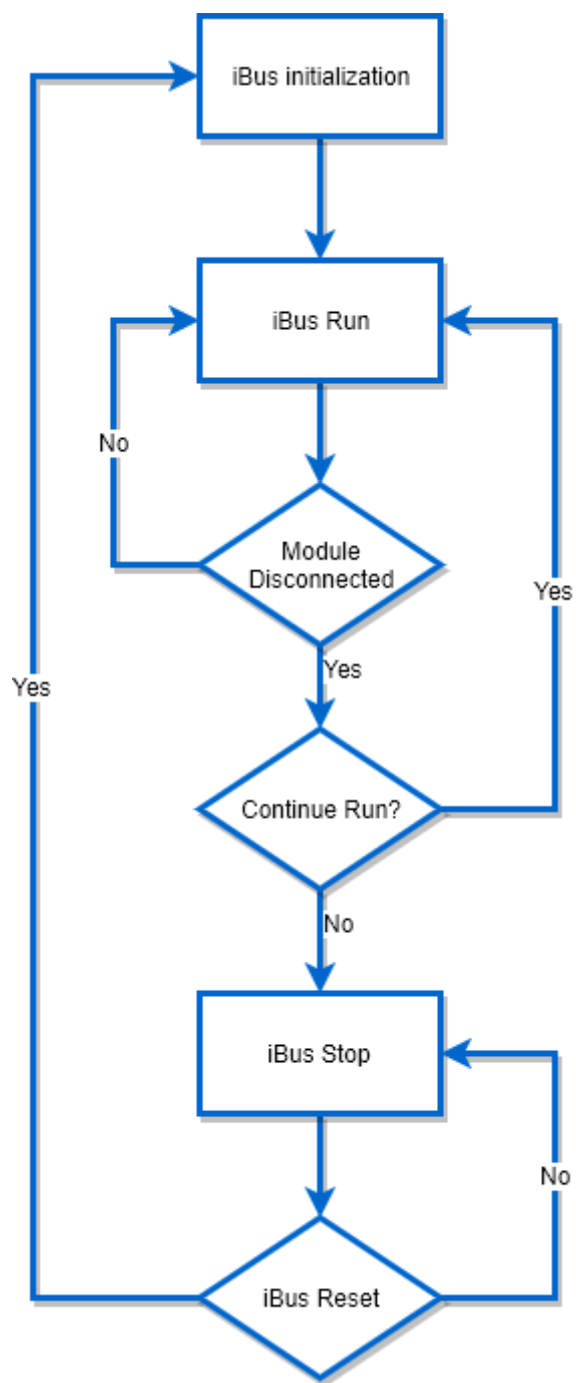 iBus initialization
iBus Run
No
Module
Disconnected
Yes
Yes
Yes
Continue Run?
No
iBus Stop
No
iBus Reset